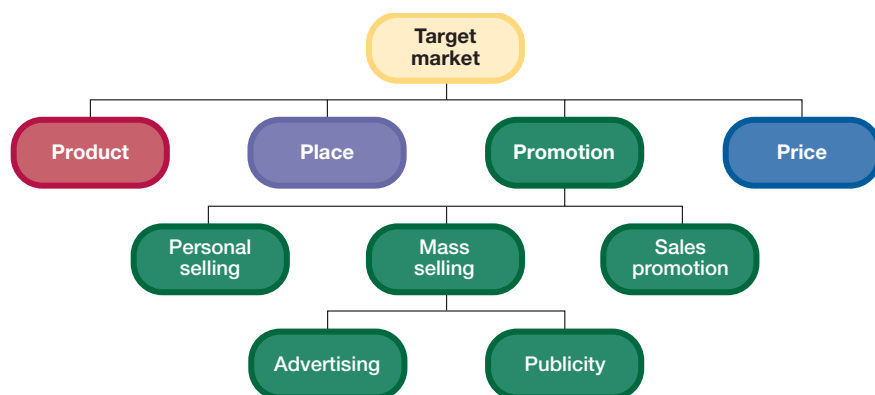 Target
market
Product
Place
Promotion
Price
Personal
selling
Mass
selling
Sales
promotion
Advertising
Publicity